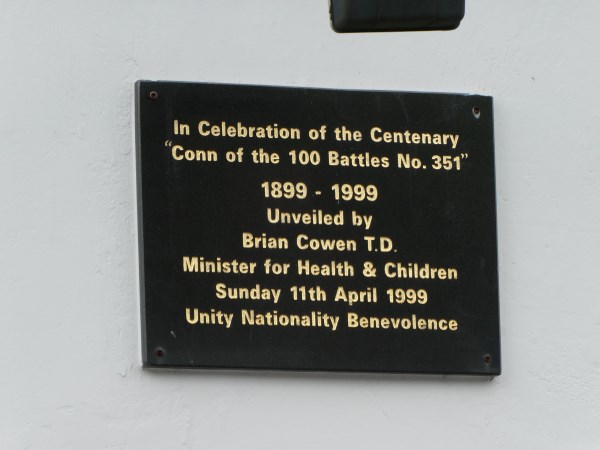 In Celebration of the Centenary
"Conn of the 100 Battles No. 351"
1899 - 1999
Unveiled by
Brian Cowen T.D.
Minister for Health & Children
Sunday 11th April 1999
Unity Nationality Benevolence